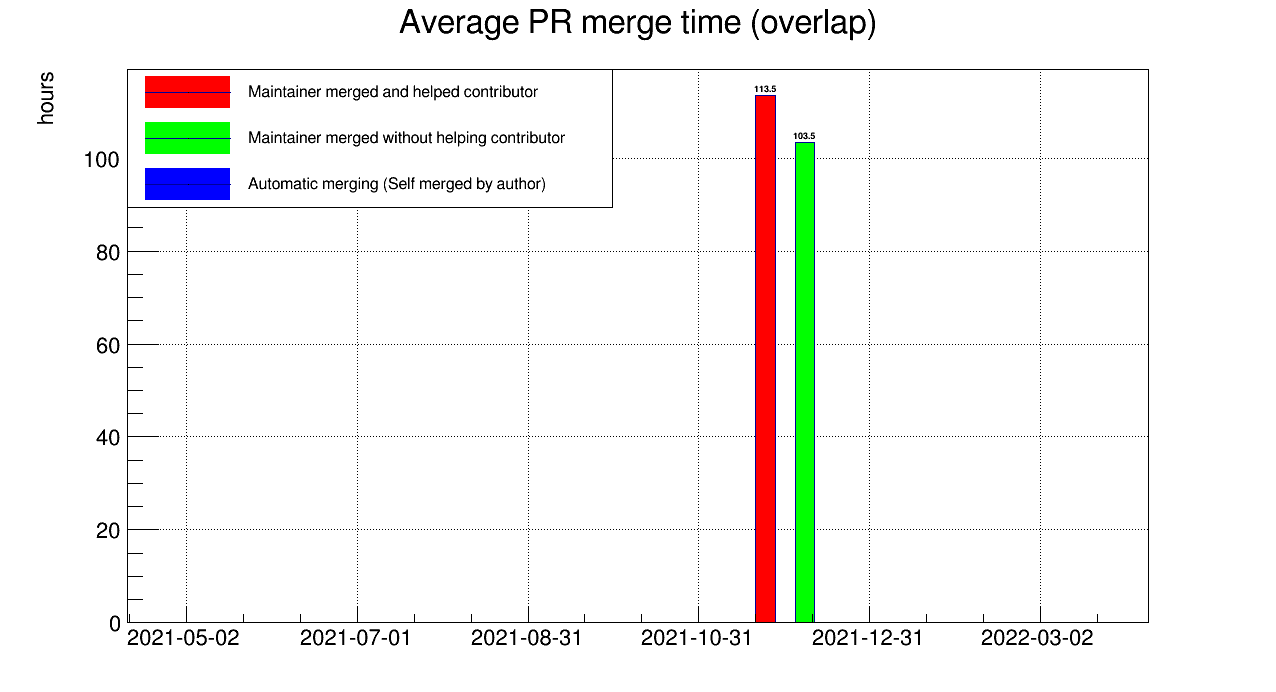 Average PR merge time (overlap)
hours
Maintainer merged and helped contributor
Maintainer merged without helping contributor
Automatic merging (Self merged by author)
113.5
103.5
100
80
60
40
20
0
2021-05-02 2021-07-01 2021-08-31 2021-10-31 2021-12-31 2022-03-02